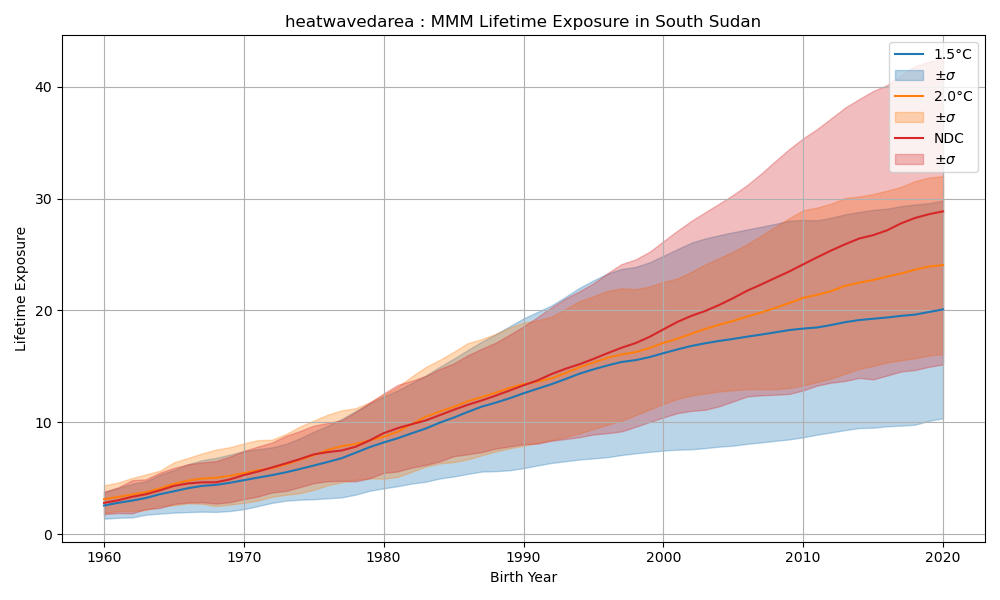 heatwavedarea : MMM Lifetime Exposure in South Sudan
Lifetime Exposure
40
30
20
10
0
1960 1970 1980 1990 2000 2010 2020
Birth Year
1.5°C
±σ
2.0°C
±σ
NDC
±σ